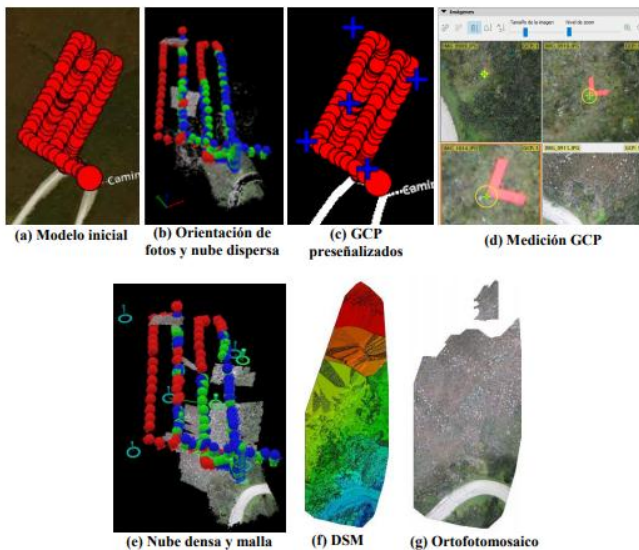 Imágenes
Tamaño de la imagen
Nivel de zoom
Camin
Camin
(a) Modelo inicial
(b) Orientación de
fotos y nube dispersa
(c) GCP
preseñalizados
(d) Medición GCP
(e) Nube densa y malla
(f) DSM
(g) Ortofotomosaico